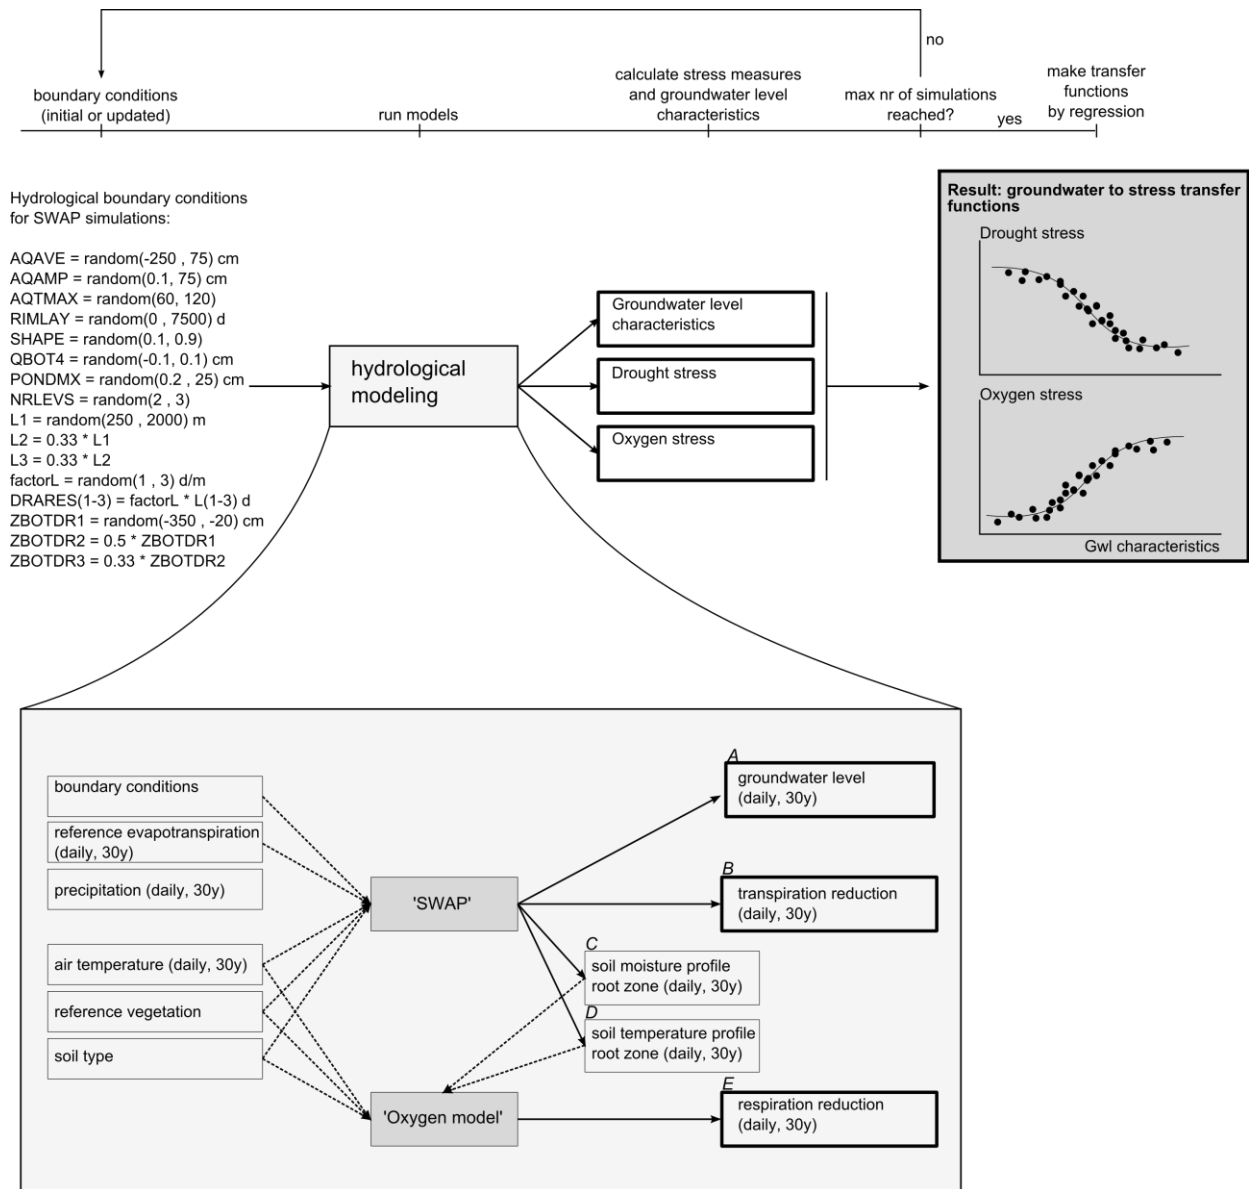 no
boundary conditions
(initial or updated)
run models
calculate stress measures
and groundwater level
characteristics
max nr of simulations
reached?
yes
make transfer
functions
by regression
Hydrological boundary conditions
for SWAP simulations:
AQAVE = random(-250 , 75) cm
AQAMP = random(0.1, 75) cm
AQTMAX = random(60, 120)
RIMLAY = random(0 , 7500) d
SHAPE = random(0.1, 0.9)
QBOT4 = random(-0.1, 0.1) cm
PONDMX = random(0.2 , 25) cm
NRLEVS = random(2 , 3)
L1 = random(250 , 2000) m
L2 = 0.33 * L1
L3 = 0.33 * L2
factorL = random(1 , 3) d/m
DRARES(1-3) = factorL * L(1-3) d
ZBOTDR1 = random(-350 , -20) cm
ZBOTDR2 = 0.5 * ZBOTDR1
ZBOTDR3 = 0.33 * ZBOTDR2
hydrological
modeling
Groundwater level
characteristics
Drought stress
Oxygen stress
Result: groundwater to stress transfer
functions
Drought stress
Oxygen stress
Gwl characteristics
boundary conditions
reference evapotranspiration
(daily, 30y)
precipitation (daily, 30y)
air temperature (daily, 30y)
reference vegetation
soil type
'SWAP'
'Oxygen model'
A
groundwater level
(daily, 30y)
B
transpiration reduction
(daily, 30y)
C
soil moisture profile
root zone (daily, 30y)
D
soil temperature profile
root zone (daily, 30y)
E
respiration reduction
(daily, 30y)